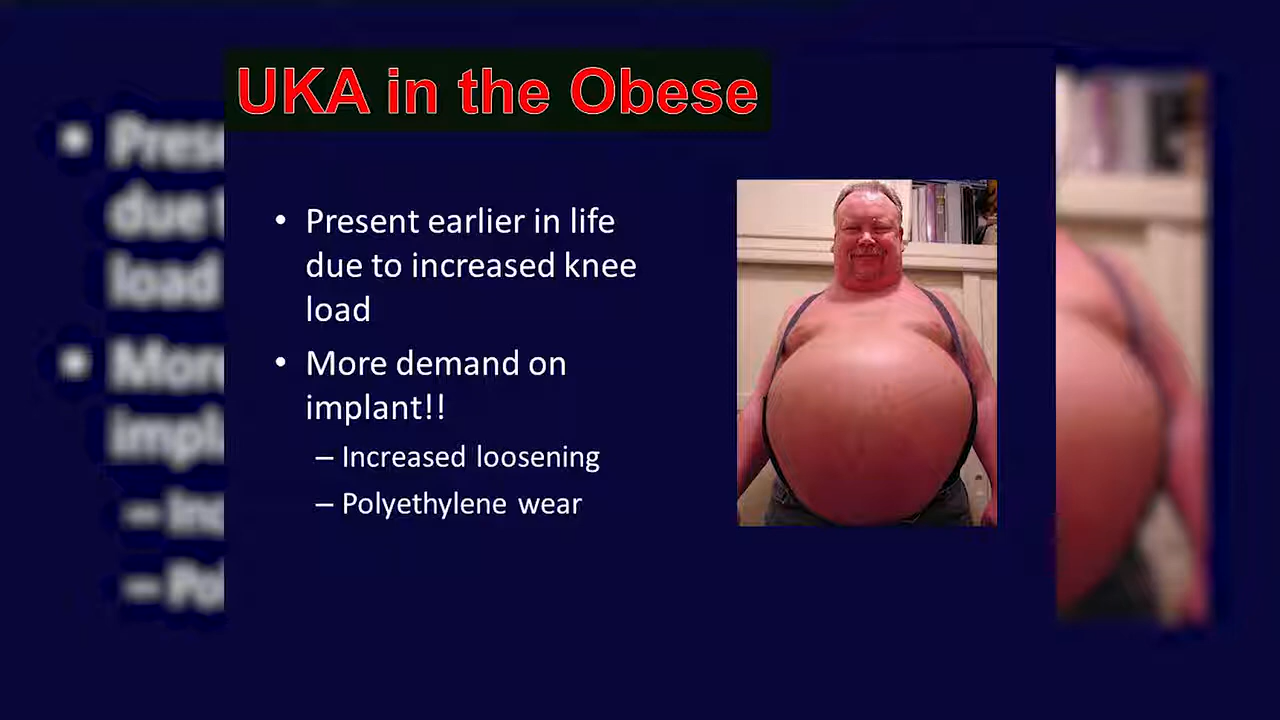 UKA in the Obese
• Present earlier in life
due to increased knee
load
• More demand on
implant!!
– Increased loosening
– Polyethylene wear